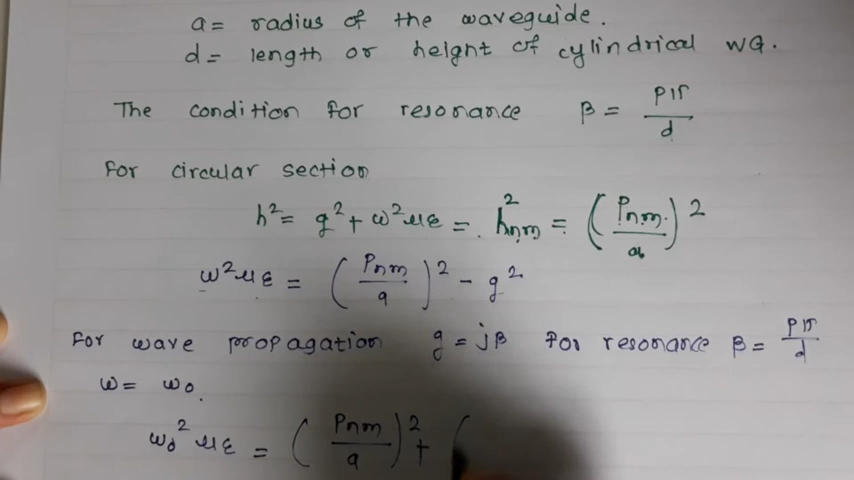 a = radius of the waveguide.
d = length or height of cylindrical WG.
The condition for resonance β = pπ/d
For circular section
h² = g² + ω²με = h²nm = (Pnm/a)²
ω²με = (Pnm/a)² - g²
For wave propagation g = jβ For resonance β = pπ/d
ω = ω₀.
ω₀²με = (Pnm/a)² + (